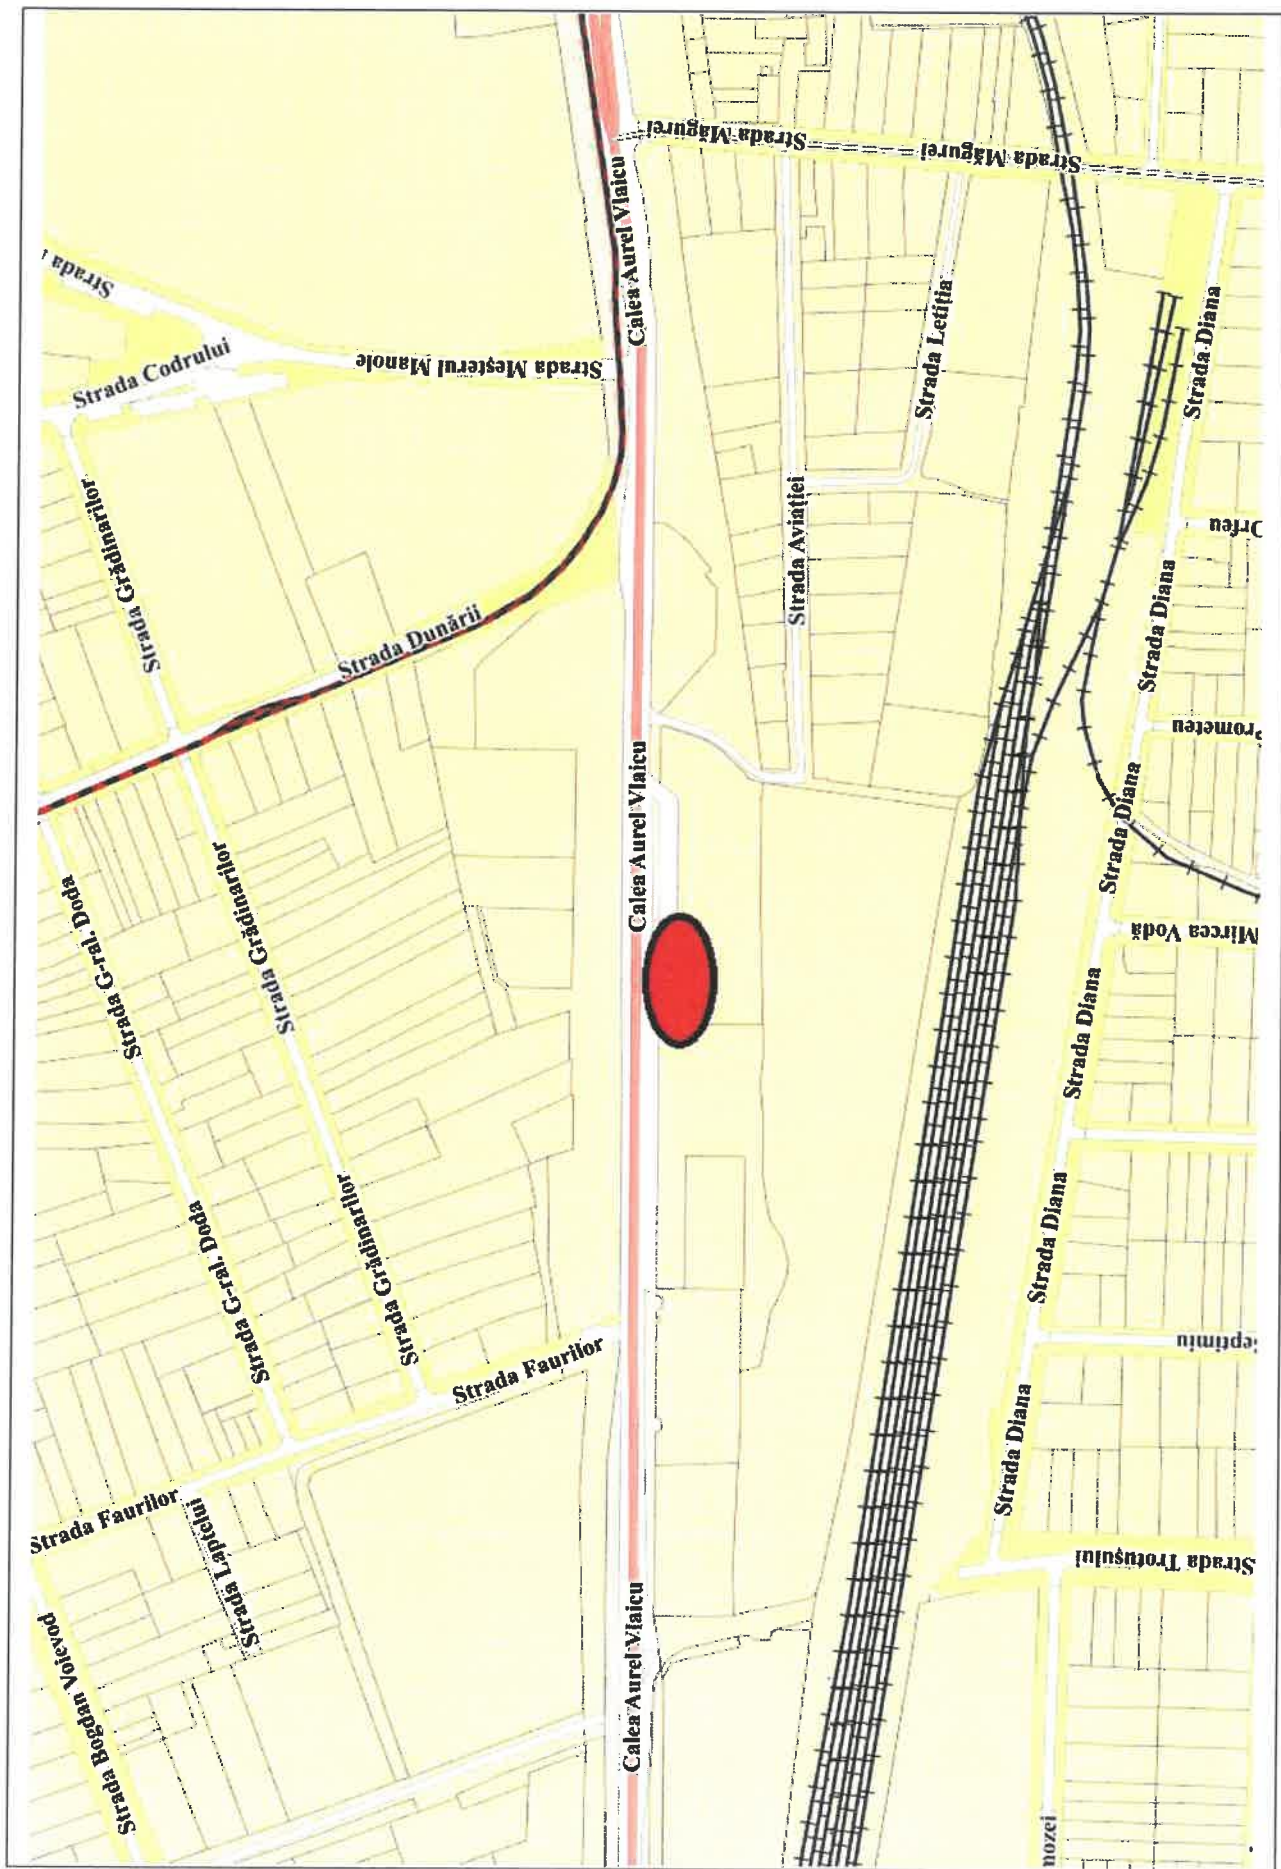 Strada Măgurei
Strada Măgurei
Calea Aurel Vlaicu
Strada
Strada Codrului
Strada Meșterul Manole
Strada Letiția
Strada Diana
Strada Grădinarilor
Strada Aviației
Strada Dunării
Strada Diana
Calea Aurel Vlaicu
Strada Diana
Strada Grădinarilor
Strada G-ral. Doda
Mircea Vodă
Strada Diana
Strada G-ral. Doda
Strada Grădinarilor
Strada Diana
Strada Faurilor
Strada Diana
Strada Faurilor
Strada Laptelui
Strada Trotușului
Calea Aurel Vlaicu
Strada Bogdan Voievod
nozei